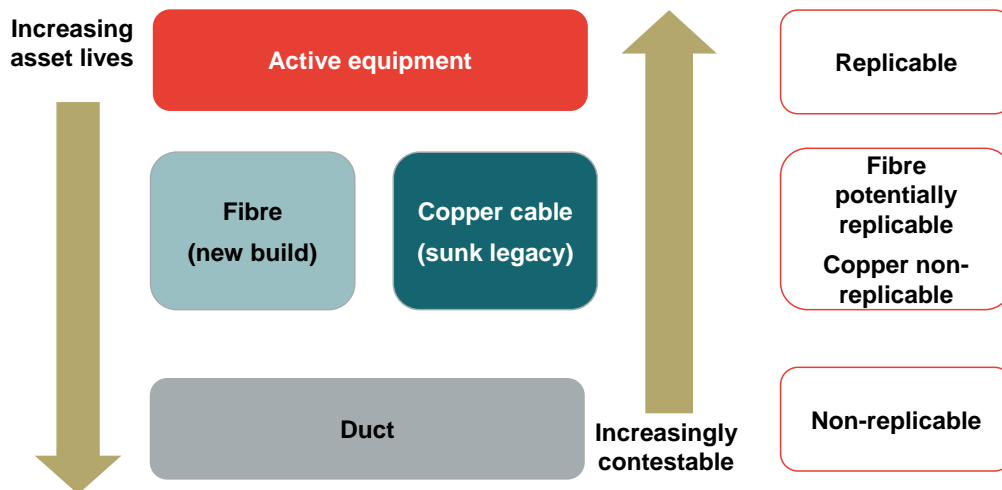 Increasing
asset lives
Active equipment
Replicable
Fibre
(new build)
Copper cable
(sunk legacy)
Fibre
potentially
replicable
Copper non-
replicable
Duct
Increasingly
contestable
Non-replicable